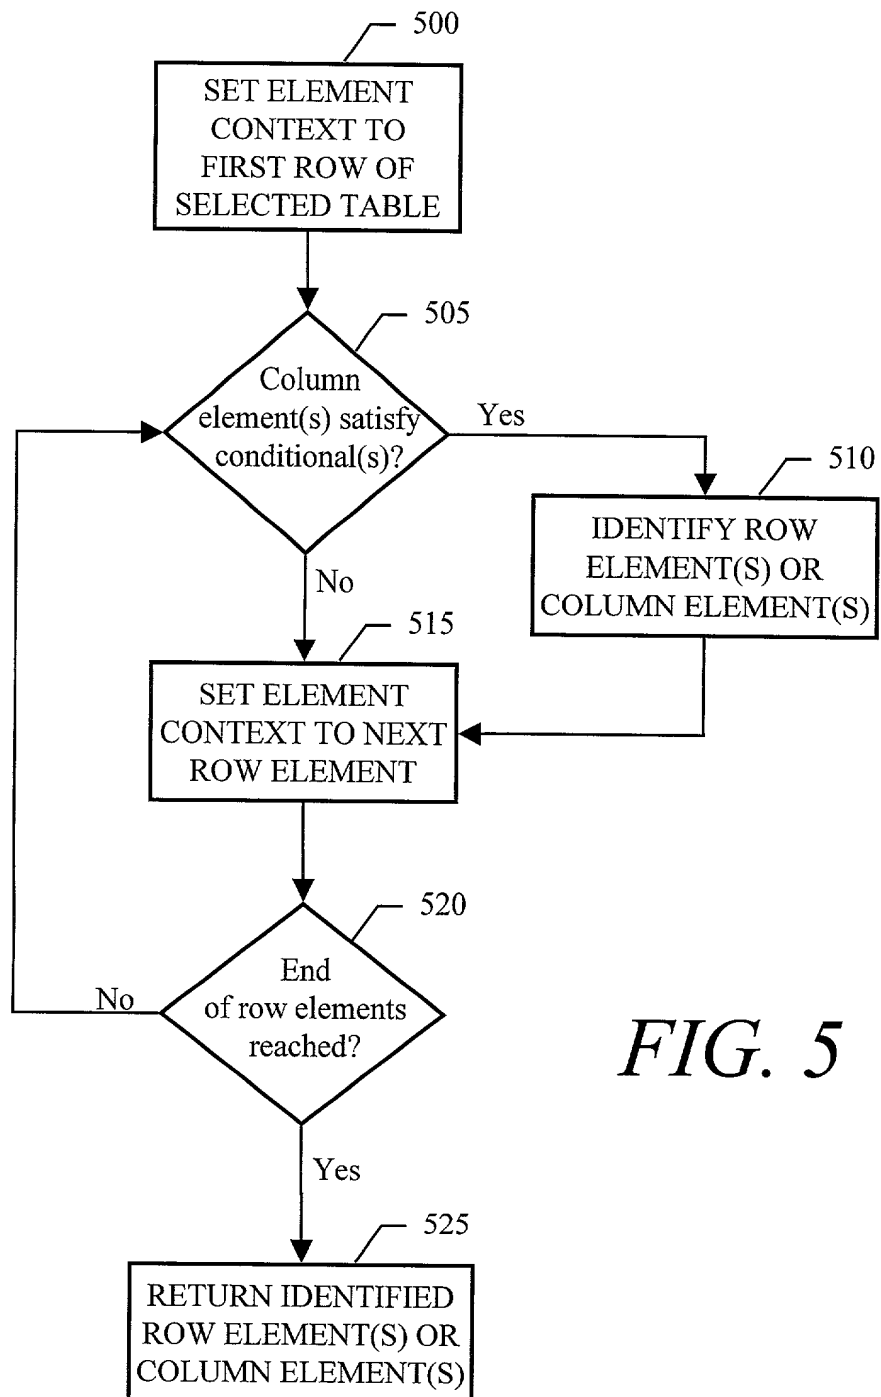 500
SET ELEMENT
CONTEXT TO
FIRST ROW OF
SELECTED TABLE
505
Column
element(s) satisfy
conditional(s)?
Yes
510
IDENTIFY ROW
ELEMENT(S) OR
COLUMN ELEMENT(S)
No
515
SET ELEMENT
CONTEXT TO NEXT
ROW ELEMENT
520
End
of row elements
reached?
No
FIG. 5
Yes
525
RETURN IDENTIFIED
ROW ELEMENT(S) OR
COLUMN ELEMENT(S)